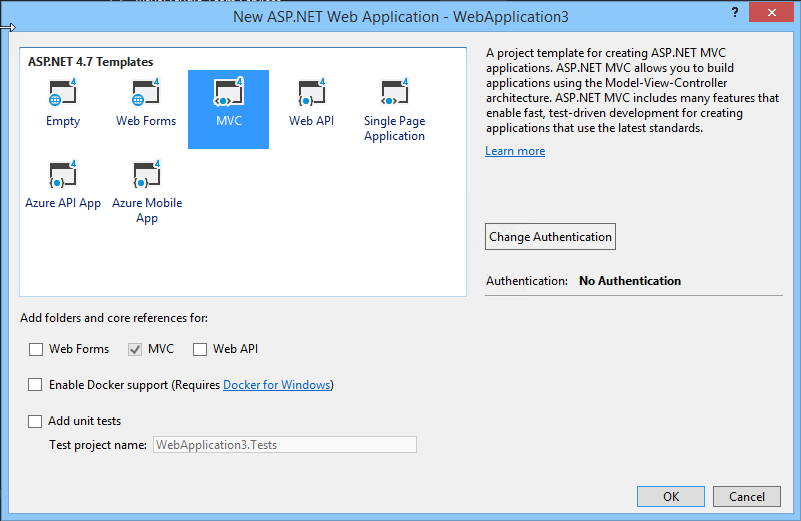 New ASP.NET Web Application - WebApplication3
?
ASP.NET 4.7 Templates
4
4
4
4
4
Empty
Web Forms
MVC
Web API
Single Page
Application
4
4
Azure API App
Azure Mobile
App
A project template for creating ASP.NET MVC
applications. ASP.NET MVC allows you to build
applications using the Model-View-Controller
architecture. ASP.NET MVC includes many features that
enable fast, test-driven development for creating
applications that use the latest standards.
Learn more
Change Authentication
Authentication: No Authentication
Add folders and core references for:
Web Forms
MVC
Web API
Enable Docker support (Requires Docker for Windows)
Add unit tests
Test project name: WebApplication3.Tests
OK
Cancel